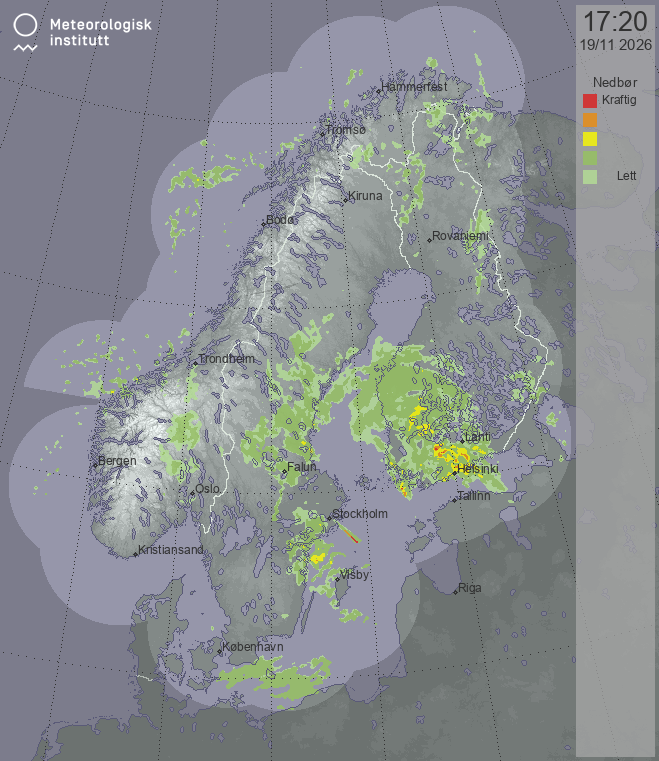 Meteorologisk
institutt
17:20
19/11 2026
Nedbør
Kraftig
Lett
Hammerfest
Tromsø
Kiruna
Bodø
Rovaniemi
Trondheim
Lahti
Bergen
Falun
Helsinki
Oslo
Tallinn
Stockholm
Kristiansand
Visby
Riga
København